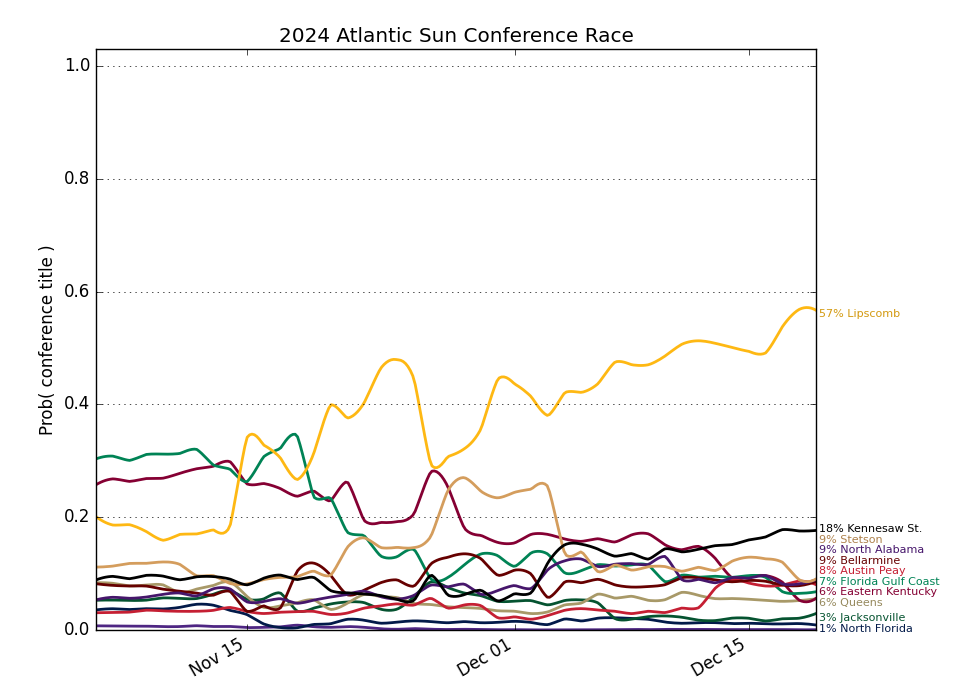 2024 Atlantic Sun Conference Race
Prob( conference title )
1.0
0.8
0.6
0.4
0.2
0.0
Nov 15
Dec 01
Dec 15
57% Lipscomb
18% Kennesaw St.
9% Stetson
9% North Alabama
9% Bellarmine
8% Austin Peay
7% Florida Gulf Coast
6% Eastern Kentucky
6% Queens
3% Jacksonville
1% North Florida